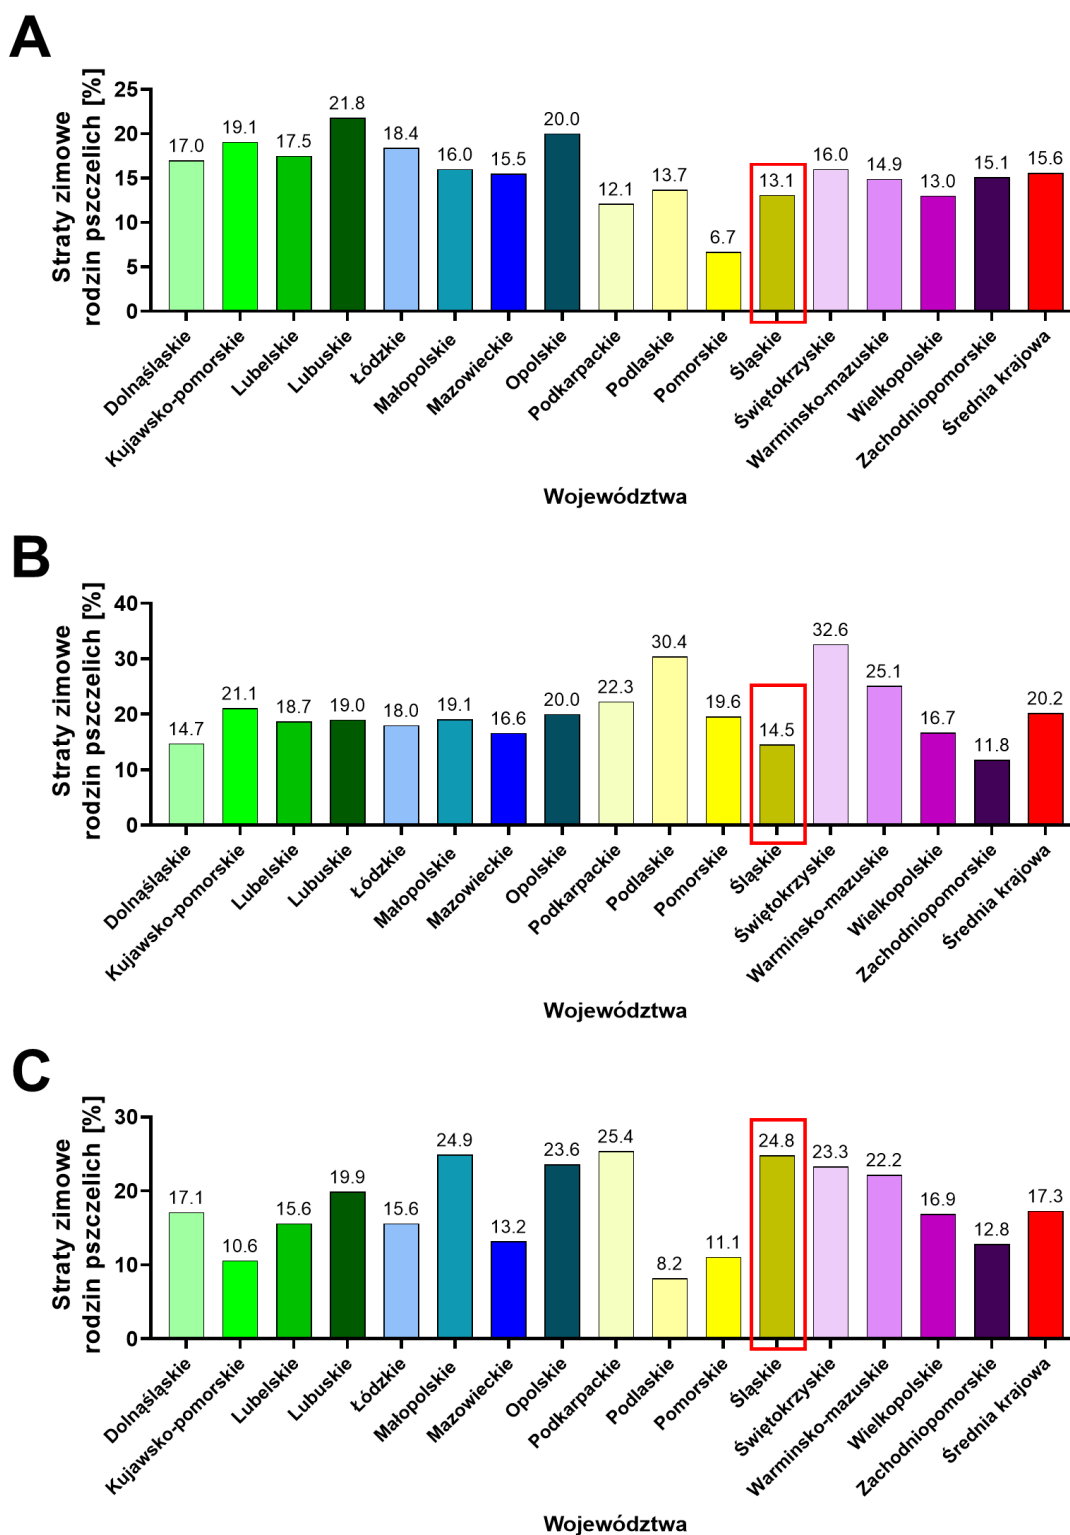 A
Straty zimowe
rodzin pszczelich [%]
25
20
15
10
5
0
17.0
19.1
17.5
21.8
18.4
16.0
15.5
20.0
12.1
13.7
6.7
13.1
16.0
14.9
13.0
15.1
15.6
Dolnąśląskie
Kujawsko-pomorskie
Lubelskie
Lubuskie
Łódzkie
Małopolskie
Mazowieckie
Opolskie
Podkarpackie
Podlaskie
Pomorskie
Śląskie
Świętokrzyskie
Warminsko-mazuskie
Wielkopolskie
Zachodniopomorskie
Średnia krajowa
Województwa
B
Straty zimowe
rodzin pszczelich [%]
40
30
20
10
0
14.7
21.1
18.7
19.0
18.0
19.1
16.6
20.0
22.3
30.4
19.6
14.5
32.6
25.1
16.7
11.8
20.2
Dolnąśląskie
Kujawsko-pomorskie
Lubelskie
Lubuskie
Łódzkie
Małopolskie
Mazowieckie
Opolskie
Podkarpackie
Podlaskie
Pomorskie
Śląskie
Świętokrzyskie
Warminsko-mazuskie
Wielkopolskie
Zachodniopomorskie
Średnia krajowa
Województwa
C
Straty zimowe
rodzin pszczelich [%]
30
20
10
0
17.1
10.6
15.6
19.9
15.6
24.9
13.2
23.6
25.4
8.2
11.1
24.8
23.3
22.2
16.9
12.8
17.3
Dolnąśląskie
Kujawsko-pomorskie
Lubelskie
Lubuskie
Łódzkie
Małopolskie
Mazowieckie
Opolskie
Podkarpackie
Podlaskie
Pomorskie
Śląskie
Świętokrzyskie
Warminsko-mazuskie
Wielkopolskie
Zachodniopomorskie
Średnia krajowa
Województwa